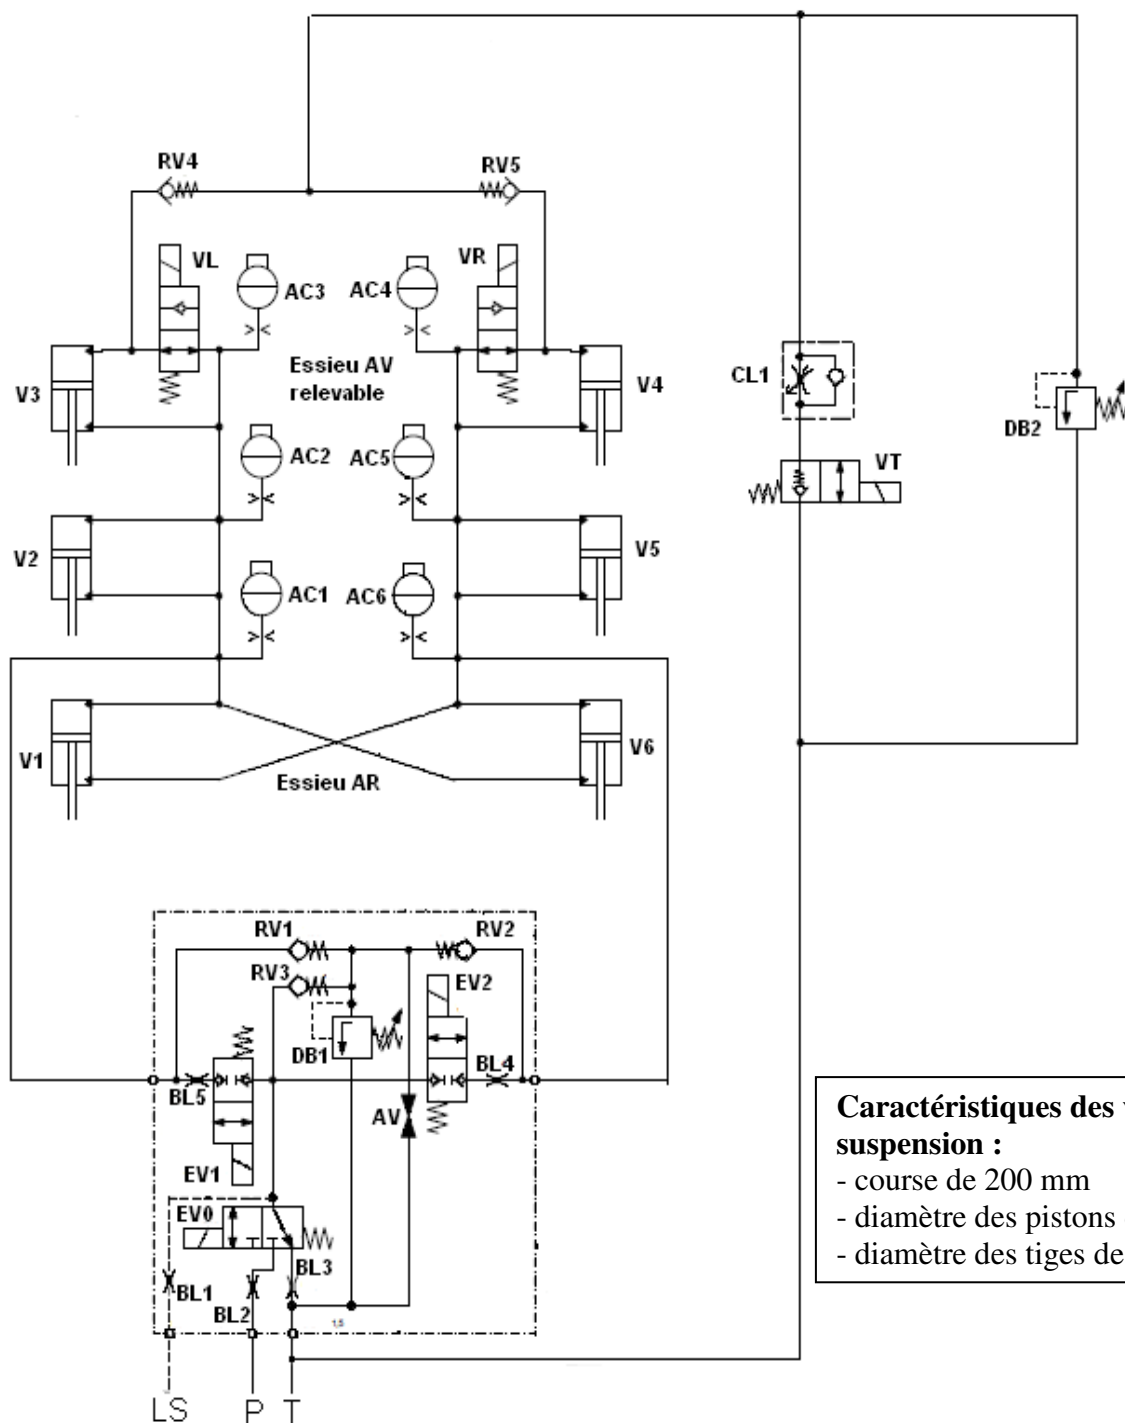 RV4
RV5
VL
VR
AC3
AC4
Essieu AV
relevable
V3
V4
CL1
DB2
AC2
AC5
VT
V2
V5
AC1
AC6
V1
V6
Essieu AR
RV1
RV2
RV3
EV2
DB1
BL4
BL5
AV
EV1
EV0
BL3
BL1
BL2
1,5
LS
P
T
Caractéristiques des
suspension :
- course de 200 mm
- diamètre des pistons
- diamètre des tiges de